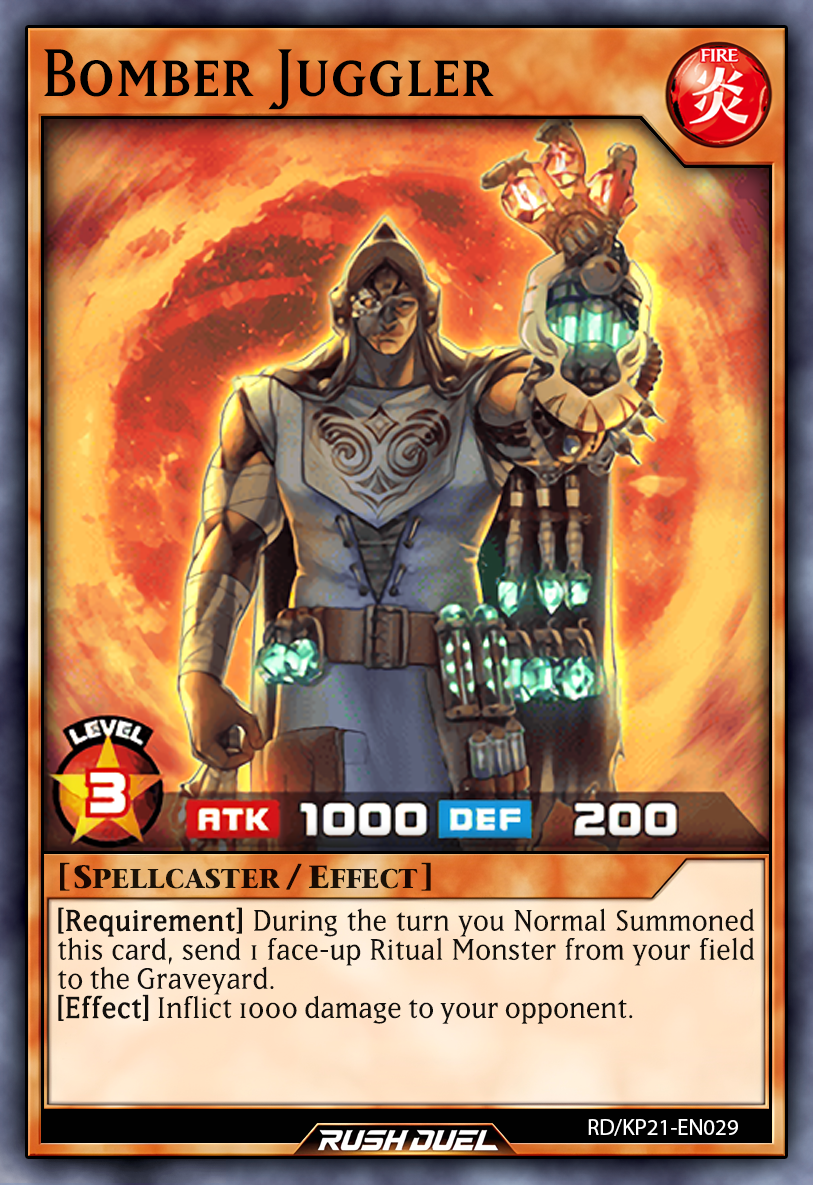 Bomber Juggler
FIRE
炎
LEVEL
3
ATK 1000 DEF 200
[Spellcaster / Effect]
[Requirement] During the turn you Normal Summoned
this card, send 1 face-up Ritual Monster from your field
to the Graveyard.
[Effect] Inflict 1000 damage to your opponent.
RD/KP21-EN029
RUSH DUEL